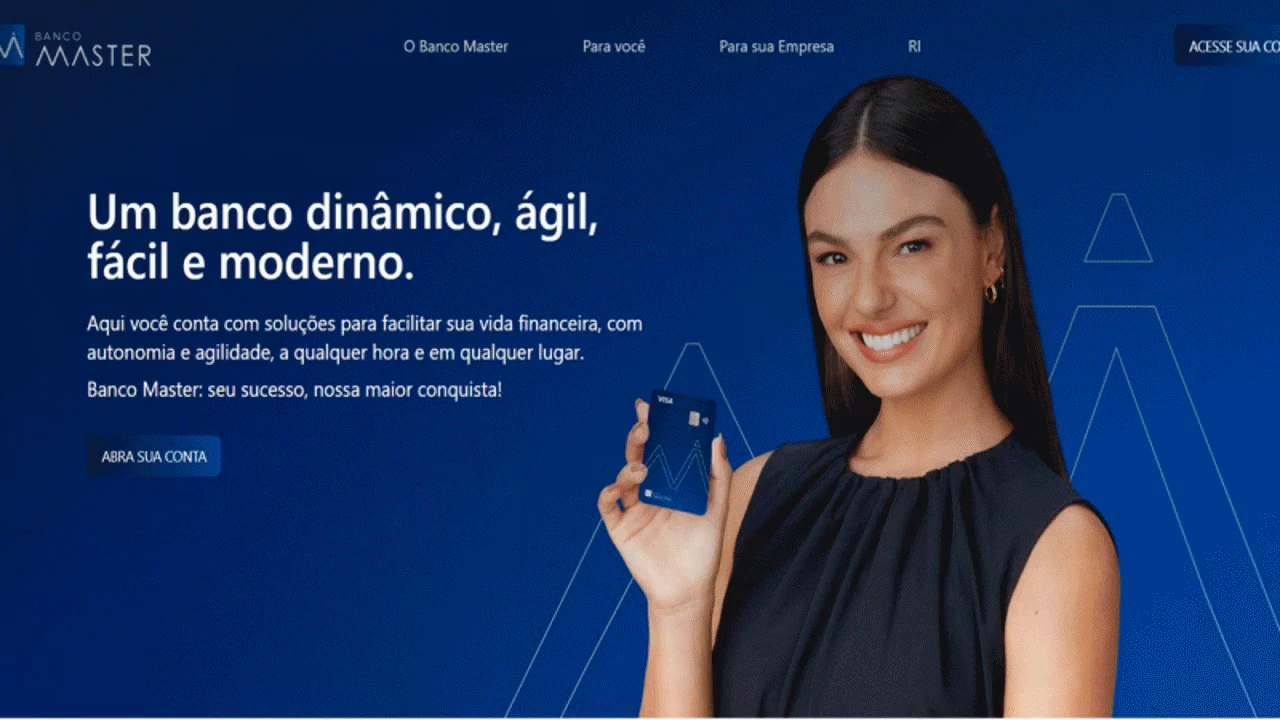 BANCO
MASTER
O Banco Master
Para você
Para sua Empresa
RI
ACESSE SUA CO
Um banco dinâmico, ágil,
fácil e moderno.
Aqui você conta com soluções para facilitar sua vida financeira, com
autonomia e agilidade, a qualquer hora e em qualquer lugar.
Banco Master: seu sucesso, nossa maior conquista!
VISA
ABRA SUA CONTA